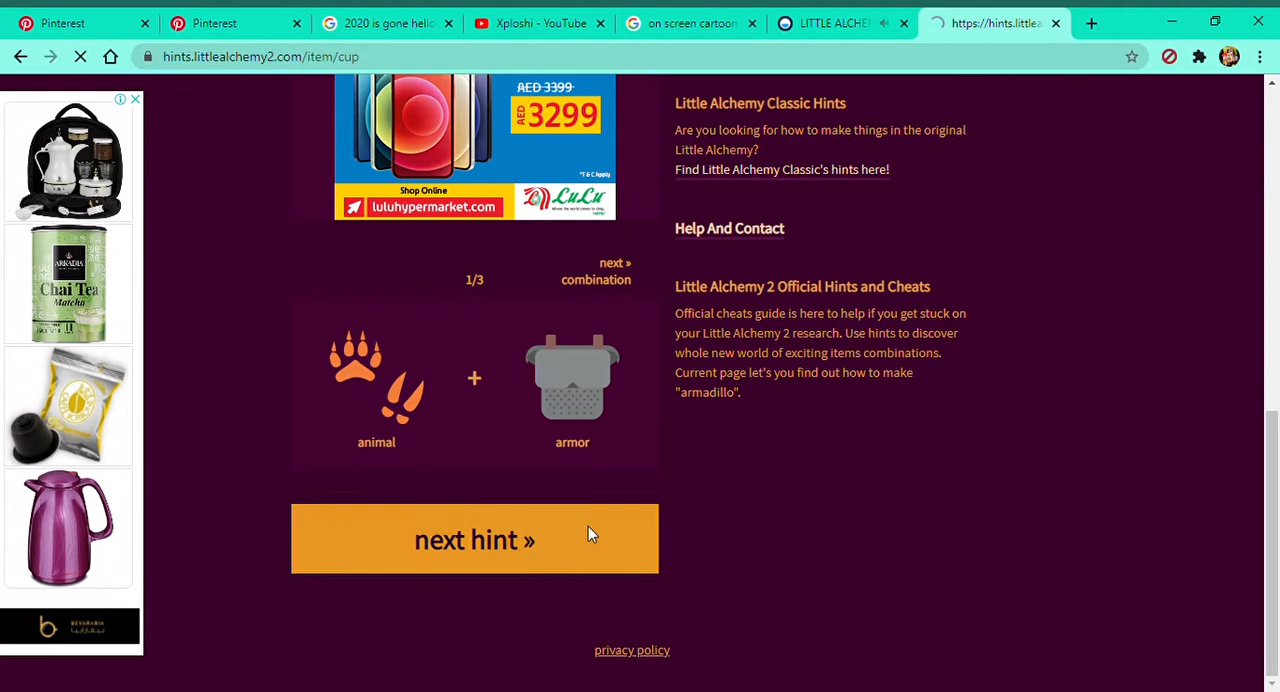 Pinterest
Pinterest
2020 is gone hello
Xploshi - YouTube
on screen cartoon
LITTLE ALCHE
https://hints.littlea
hints.littlealchemy2.com/item/cup
AED 3399
AED 3299
*T & C Apply
Shop Online
luluhypermarket.com
LuLu
ARKADIA
Chai Tea
Matcha
BEVARABIA
1/3
next »
combination
+
animal
armor
next hint »
Little Alchemy Classic Hints
Are you looking for how to make things in the original
Little Alchemy?
Find Little Alchemy Classic's hints here!
Help And Contact
Little Alchemy 2 Official Hints and Cheats
Official cheats guide is here to help if you get stuck on
your Little Alchemy 2 research. Use hints to discover
whole new world of exciting items combinations.
Current page let's you find out how to make
"armadillo".
privacy policy